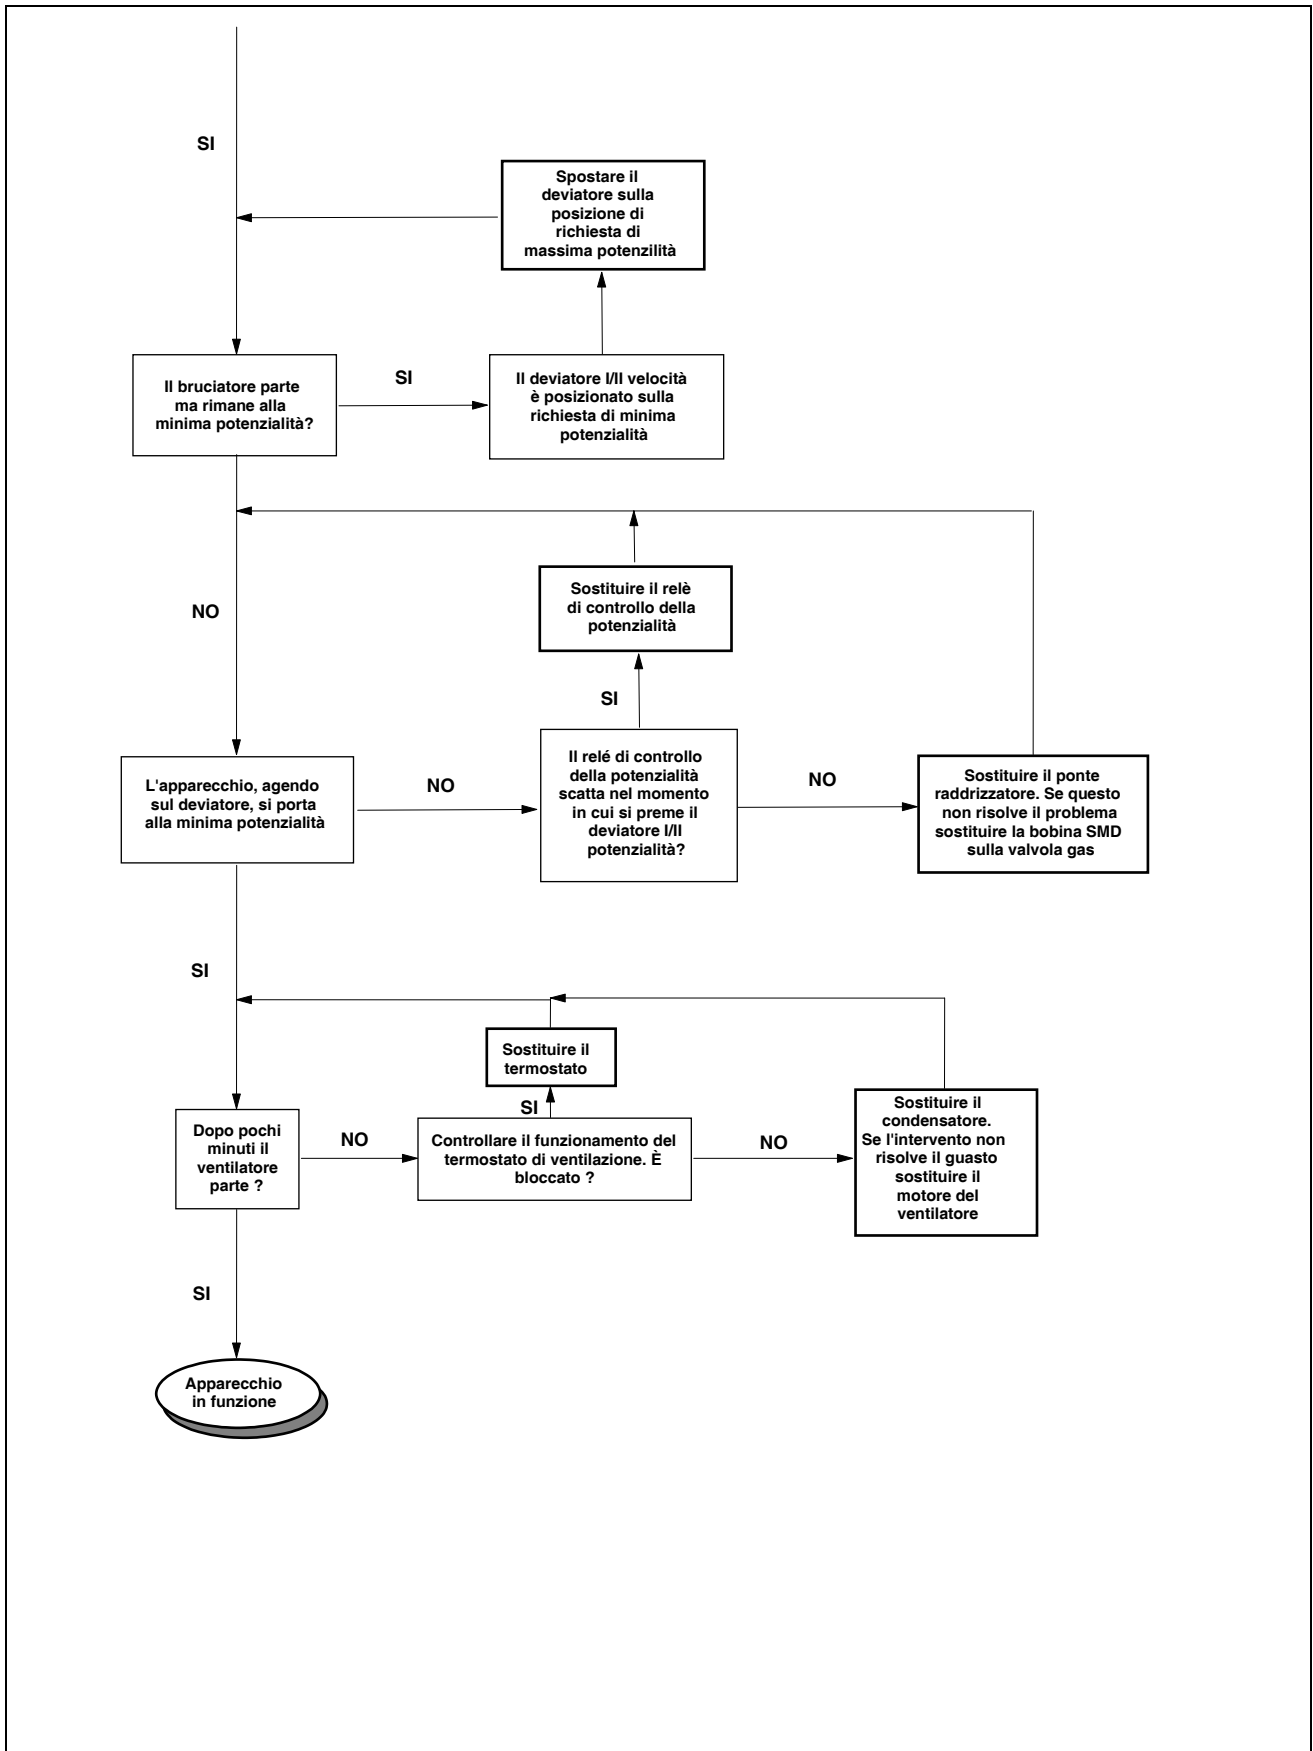 SI
Spostare il
deviatore sulla
posizione di
richiesta di
massima potenzilità
Il bruciatore parte
ma rimane alla
minima potenzialità?
SI
Il deviatore I/II velocità
è posizionato sulla
richiesta di minima
potenzialità
NO
Sostituire il relè
di controllo della
potenzialità
SI
L'apparecchio, agendo
sul deviatore, si porta
alla minima potenzialità
NO
Il relé di controllo
della potenzialità
scatta nel momento
in cui si preme il
deviatore I/II
potenzialità?
NO
Sostituire il ponte
raddrizzatore. Se questo
non risolve il problema
sostituire la bobina SMD
sulla valvola gas
SI
Sostituire il
termostato
SI
Dopo pochi
minuti il
ventilatore
parte ?
NO
Controllare il funzionamento del
termostato di ventilazione. È
bloccato ?
NO
Sostituire il
condensatore.
Se l'intervento non
risolve il guasto
sostituire il
motore del
ventilatore
SI
Apparecchio
in funzione